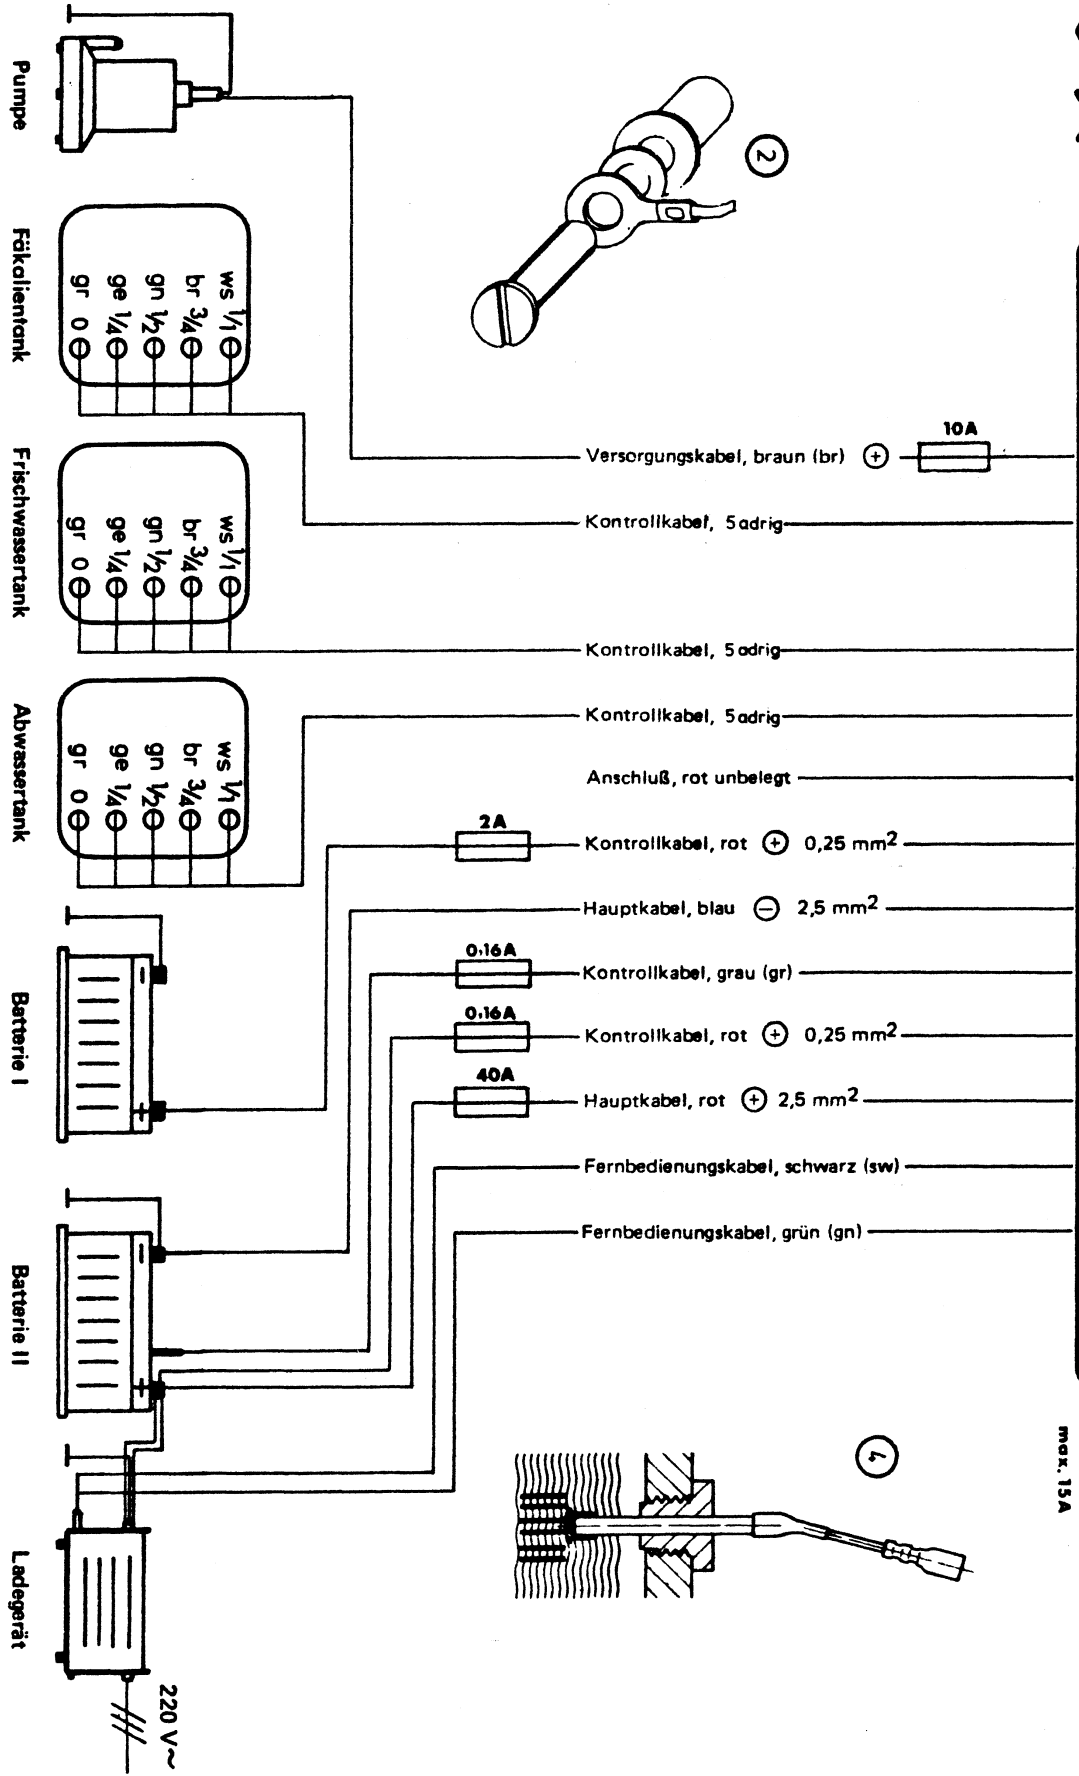 Pumpe
2
Fäkalientank
ws 1/1
br 3/4
gn 1/2
ge 1/4
gr 0
10A
Versorgungskabel, braun (br) +
Kontrollkabel, 5adrig
Frischwassertank
ws 1/1
br 3/4
gn 1/2
ge 1/4
gr 0
Kontrollkabel, 5adrig
Abwassertank
ws 1/1
br 3/4
gn 1/2
ge 1/4
gr 0
Kontrollkabel, 5adrig
Anschluß, rot unbelegt
2A
Kontrollkabel, rot + 0,25 mm²
Hauptkabel, blau − 2,5 mm²
0,16A
Kontrollkabel, grau (gr)
0,16A
Kontrollkabel, rot + 0,25 mm²
40A
Hauptkabel, rot + 2,5 mm²
Fernbedienungskabel, schwarz (sw)
Fernbedienungskabel, grün (gn)
Batterie I
− +
Batterie II
− +
Ladegerät
220 V~
4
max. 15A